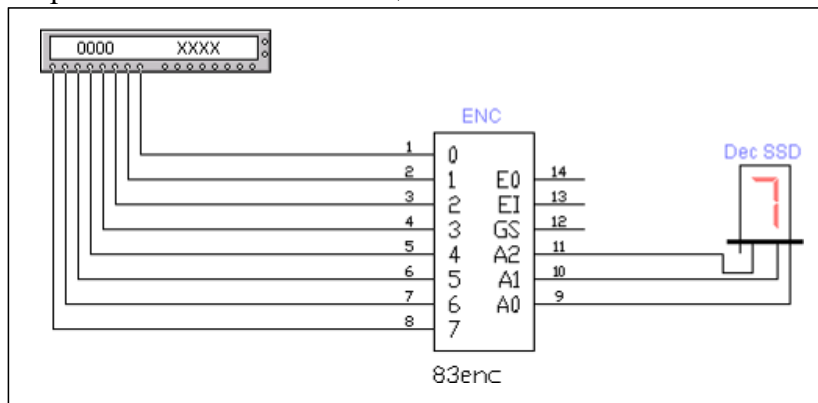 0000 XXXX
ENC
1 0
2 1 E0 14
3 2 EI 13
4 3 GS 12
5 4 A2 11
6 5 A1 10
7 6 A0 9
8 7
83enc
Dec SSD
7